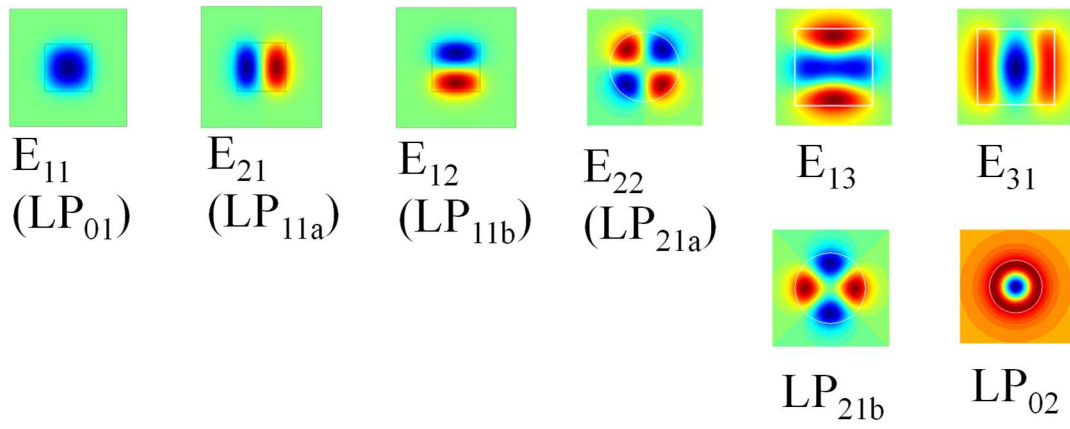 E₁₁
(LP₀₁)
E₂₁
(LP₁₁ₐ)
E₁₂
(LP₁₁b)
E₂₂
(LP₂₁ₐ)
E₁₃
E₃₁
LP₂₁b
LP₀₂